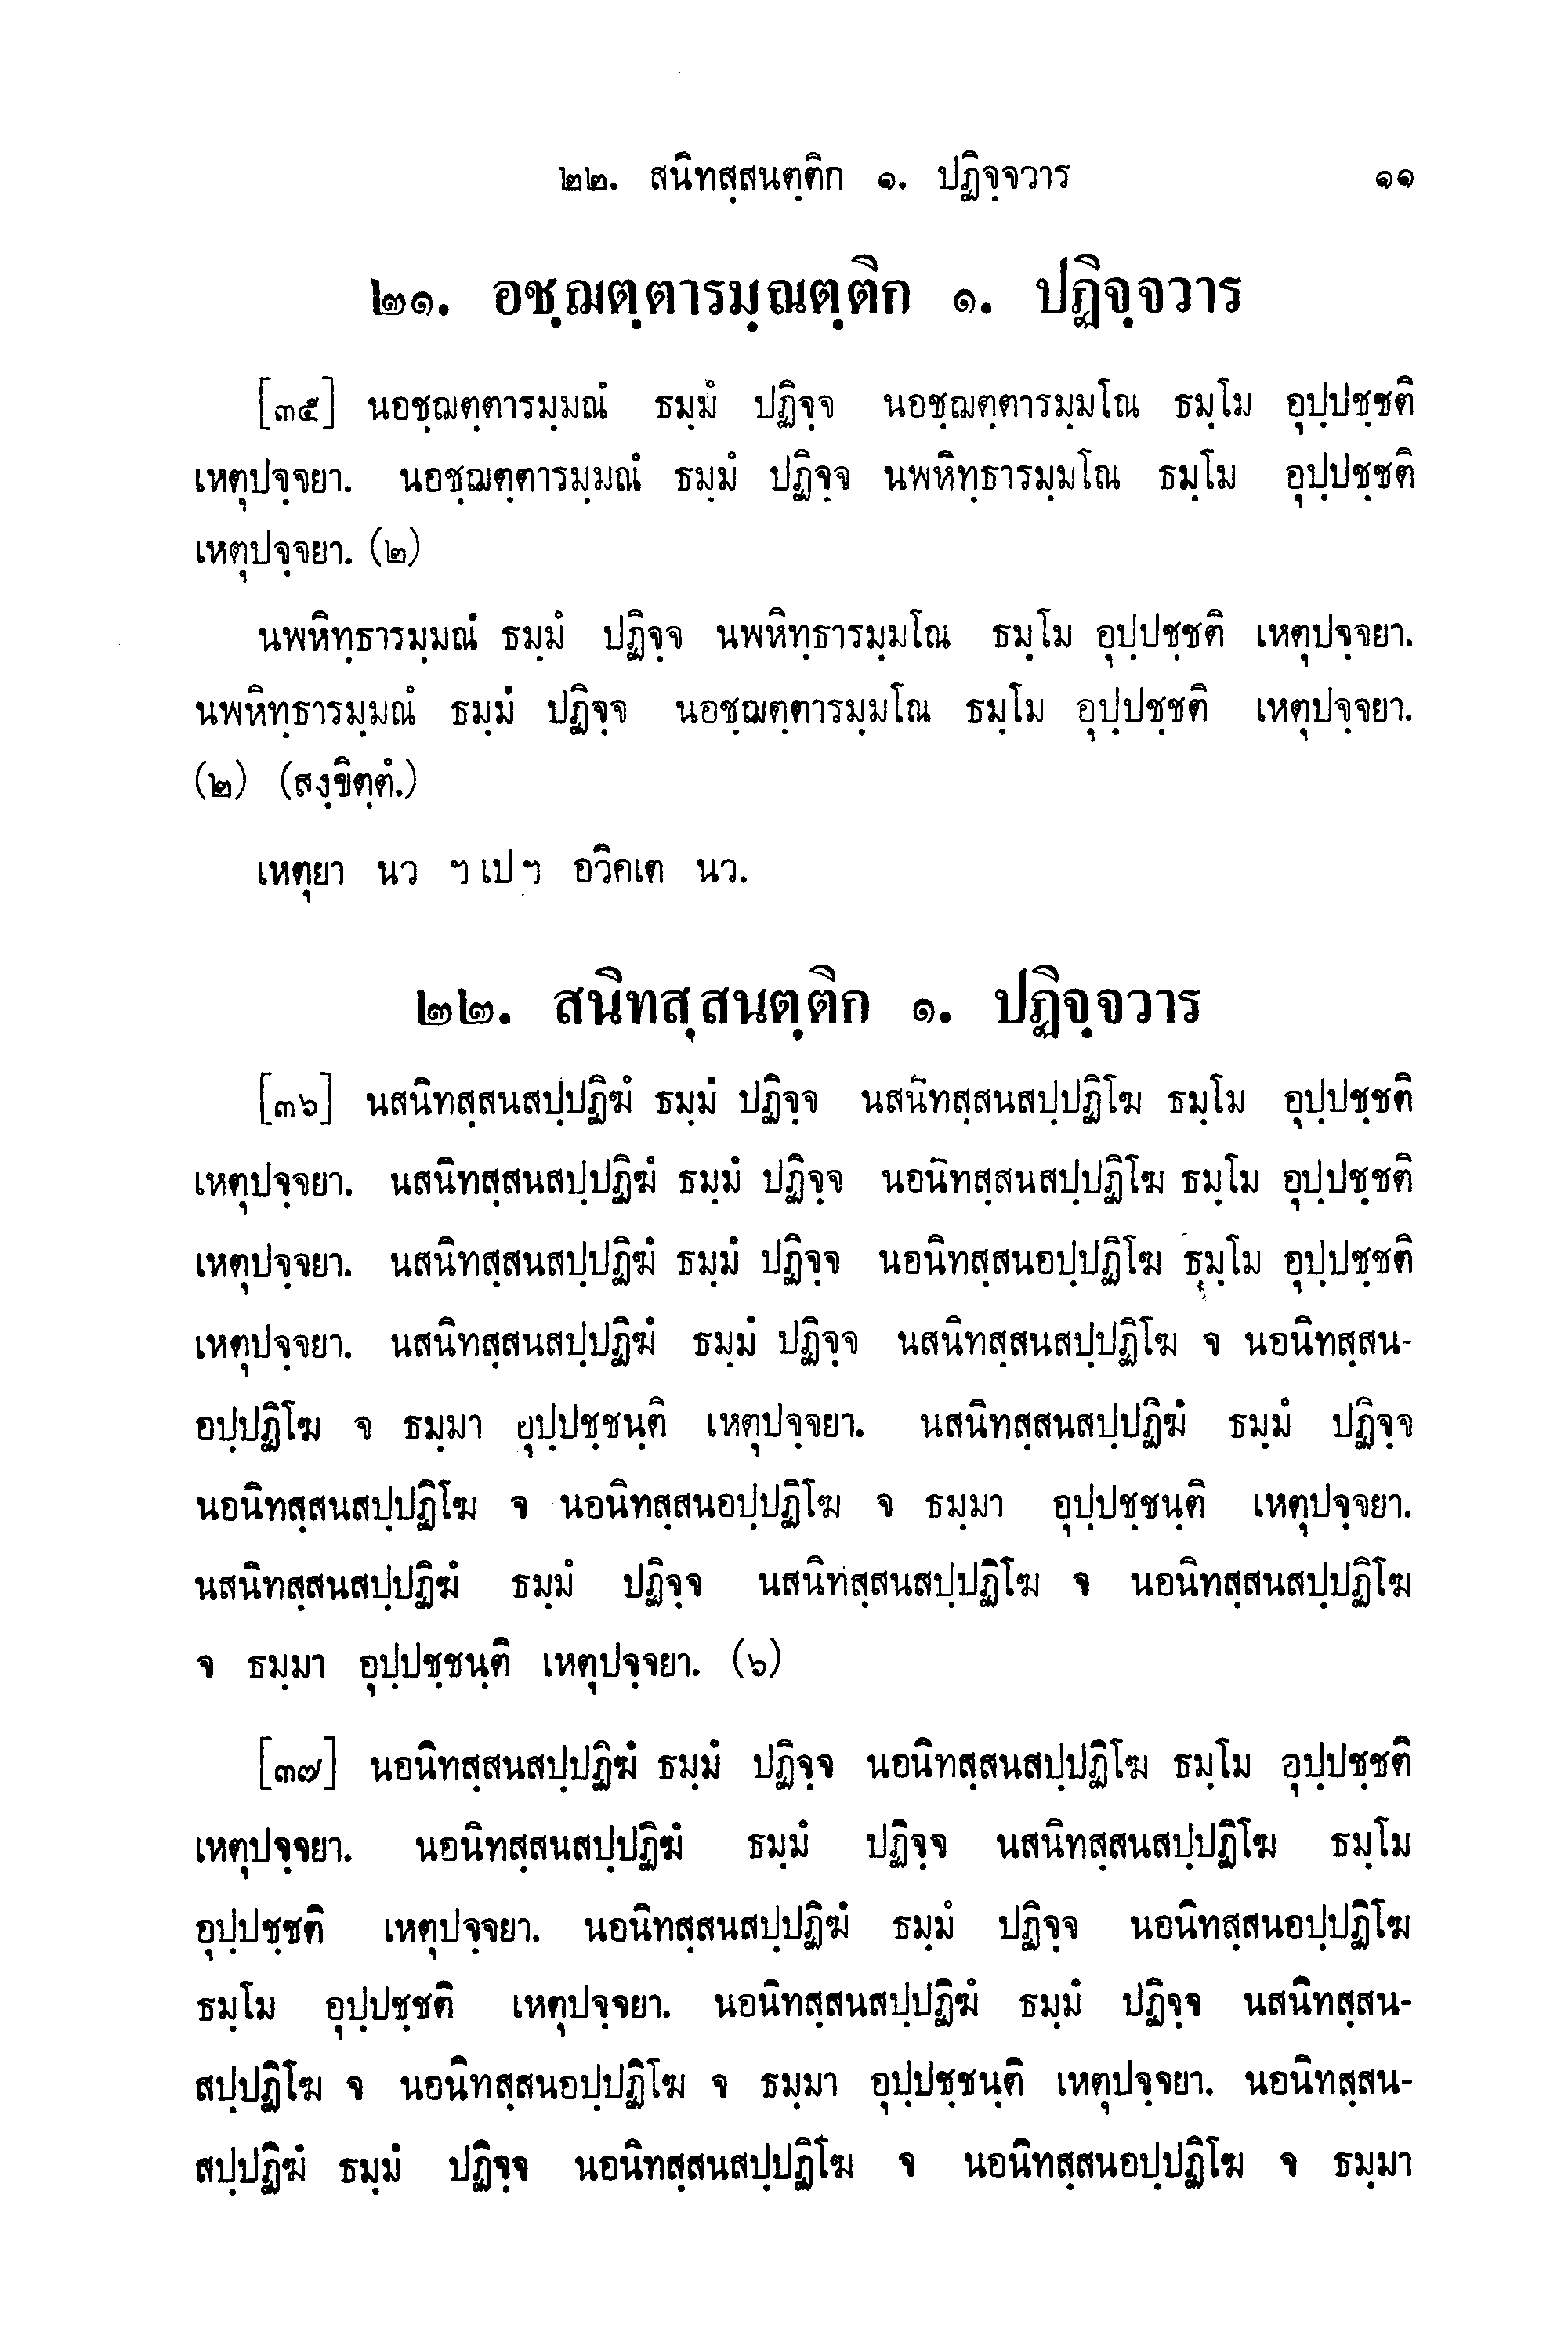 ๒๒. สนิทสฺสนตฺติก ๑. ปฏิจฺจวาร ๑๑
๒๑. อชฺฌตฺตารมฺณตฺติก ๑. ปฏิจฺจวาร
[๓๕] นอชฺฌตฺตารมฺมณํ ธมฺมํ ปฏิจฺจ นอชฺฌตฺตารมฺมโณ ธมฺโม อุปฺปชฺชติ
เหตุปจฺจยา. นอชฺฌตฺตารมฺมณํ ธมฺมํ ปฏิจฺจ นพหิทฺธารมฺมโณ ธมฺโม อุปฺปชฺชติ
เหตุปจฺจยา. (๒)
นพหิทฺธารมฺมณํ ธมฺมํ ปฏิจฺจ นพหิทฺธารมฺมโณ ธมฺโม อุปฺปชฺชติ เหตุปจฺจยา.
นพหิทฺธารมฺมณํ ธมฺมํ ปฏิจฺจ นอชฺฌตฺตารมฺมโณ ธมฺโม อุปฺปชฺชติ เหตุปจฺจยา.
(๒) (สงฺขิตฺตํ.)
เหตุยา นว ฯ เป ฯ อวิคเต นว.
๒๒. สนิทสฺสนตฺติก ๑. ปฏิจฺจวาร
[๓๖] นสนิทสฺสนสปฺปฏิฆํ ธมฺมํ ปฏิจฺจ นสนิทสฺสนสปฺปฏิโฆ ธมฺโม อุปฺปชฺชติ
เหตุปจฺจยา. นสนิทสฺสนสปฺปฏิฆํ ธมฺมํ ปฏิจฺจ นอนิทสฺสนสปฺปฏิโฆ ธมฺโม อุปฺปชฺชติ
เหตุปจฺจยา. นสนิทสฺสนสปฺปฏิฆํ ธมฺมํ ปฏิจฺจ นอนิทสฺสนอปฺปฏิโฆ ธมฺโม อุปฺปชฺชติ
เหตุปจฺจยา. นสนิทสฺสนสปฺปฏิฆํ ธมฺมํ ปฏิจฺจ นสนิทสฺสนสปฺปฏิโฆ จ นอนิทสฺสน-
อปฺปฏิโฆ จ ธมฺมา อุปฺปชฺชนฺติ เหตุปจฺจยา. นสนิทสฺสนสปฺปฏิฆํ ธมฺมํ ปฏิจฺจ
นอนิทสฺสนสปฺปฏิโฆ จ นอนิทสฺสนอปฺปฏิโฆ จ ธมฺมา อุปฺปชฺชนฺติ เหตุปจฺจยา.
นสนิทสฺสนสปฺปฏิฆํ ธมฺมํ ปฏิจฺจ นสนิทสฺสนสปฺปฏิโฆ จ นอนิทสฺสนสปฺปฏิโฆ
จ ธมฺมา อุปฺปชฺชนฺติ เหตุปจฺจยา. (๖)
[๓๗] นอนิทสฺสนสปฺปฏิฆํ ธมฺมํ ปฏิจฺจ นอนิทสฺสนสปฺปฏิโฆ ธมฺโม อุปฺปชฺชติ
เหตุปจฺจยา. นอนิทสฺสนสปฺปฏิฆํ ธมฺมํ ปฏิจฺจ นสนิทสฺสนสปฺปฏิโฆ ธมฺโม
อุปฺปชฺชติ เหตุปจฺจยา. นอนิทสฺสนสปฺปฏิฆํ ธมฺมํ ปฏิจฺจ นอนิทสฺสนอปฺปฏิโฆ
ธมฺโม อุปฺปชฺชติ เหตุปจฺจยา. นอนิทสฺสนสปฺปฏิฆํ ธมฺมํ ปฏิจฺจ นสนิทสฺสน-
สปฺปฏิโฆ จ นอนิทสฺสนอปฺปฏิโฆ จ ธมฺมา อุปฺปชฺชนฺติ เหตุปจฺจยา. นอนิทสฺสน-
สปฺปฏิฆํ ธมฺมํ ปฏิจฺจ นอนิทสฺสนสปฺปฏิโฆ จ นอนิทสฺสนอปฺปฏิโฆ จ ธมฺมา